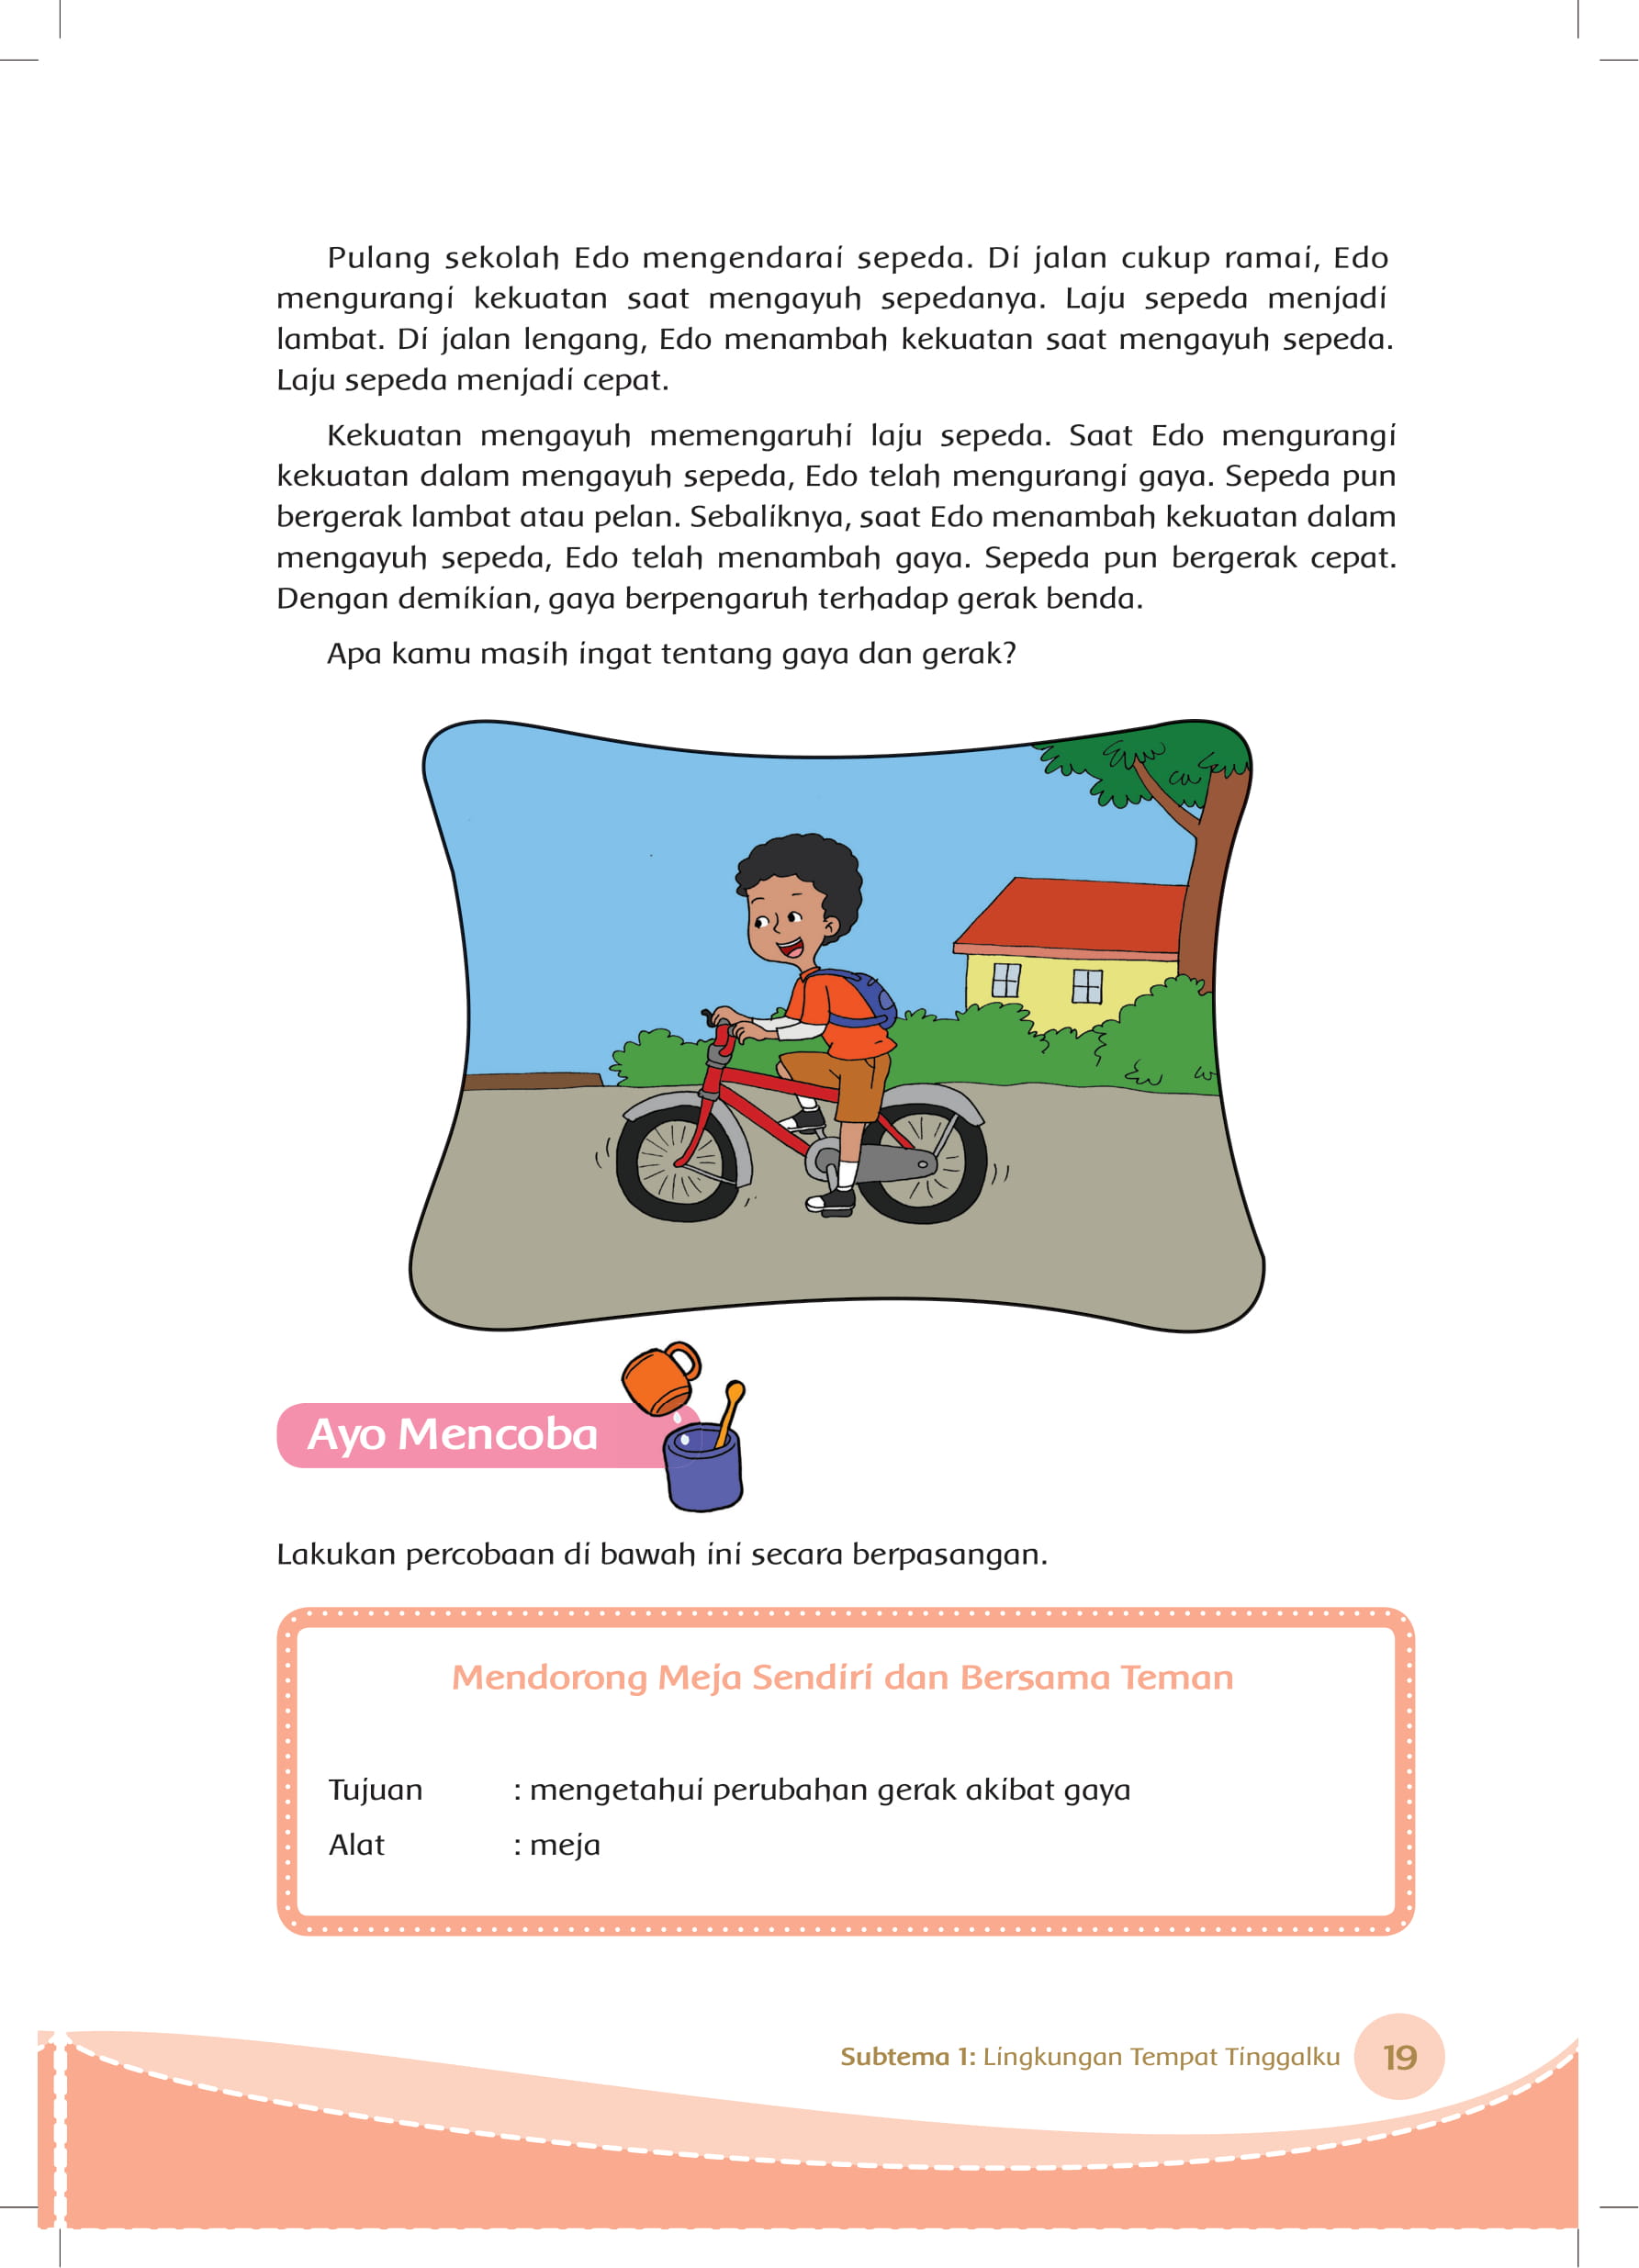 Pulang sekolah Edo mengendarai sepeda. Di jalan cukup ramai, Edo
mengurangi kekuatan saat mengayuh sepedanya. Laju sepeda menjadi
lambat. Di jalan lengang, Edo menambah kekuatan saat mengayuh sepeda.
Laju sepeda menjadi cepat.
Kekuatan mengayuh memengaruhi laju sepeda. Saat Edo mengurangi
kekuatan dalam mengayuh sepeda, Edo telah mengurangi gaya. Sepeda pun
bergerak lambat atau pelan. Sebaliknya, saat Edo menambah kekuatan dalam
mengayuh sepeda, Edo telah menambah gaya. Sepeda pun bergerak cepat.
Dengan demikian, gaya berpengaruh terhadap gerak benda.
Apa kamu masih ingat tentang gaya dan gerak?
Ayo Mencoba
Lakukan percobaan di bawah ini secara berpasangan.
Mendorong Meja Sendiri dan Bersama Teman
Tujuan : mengetahui perubahan gerak akibat gaya
Alat : meja
Subtema 1: Lingkungan Tempat Tinggalku 19